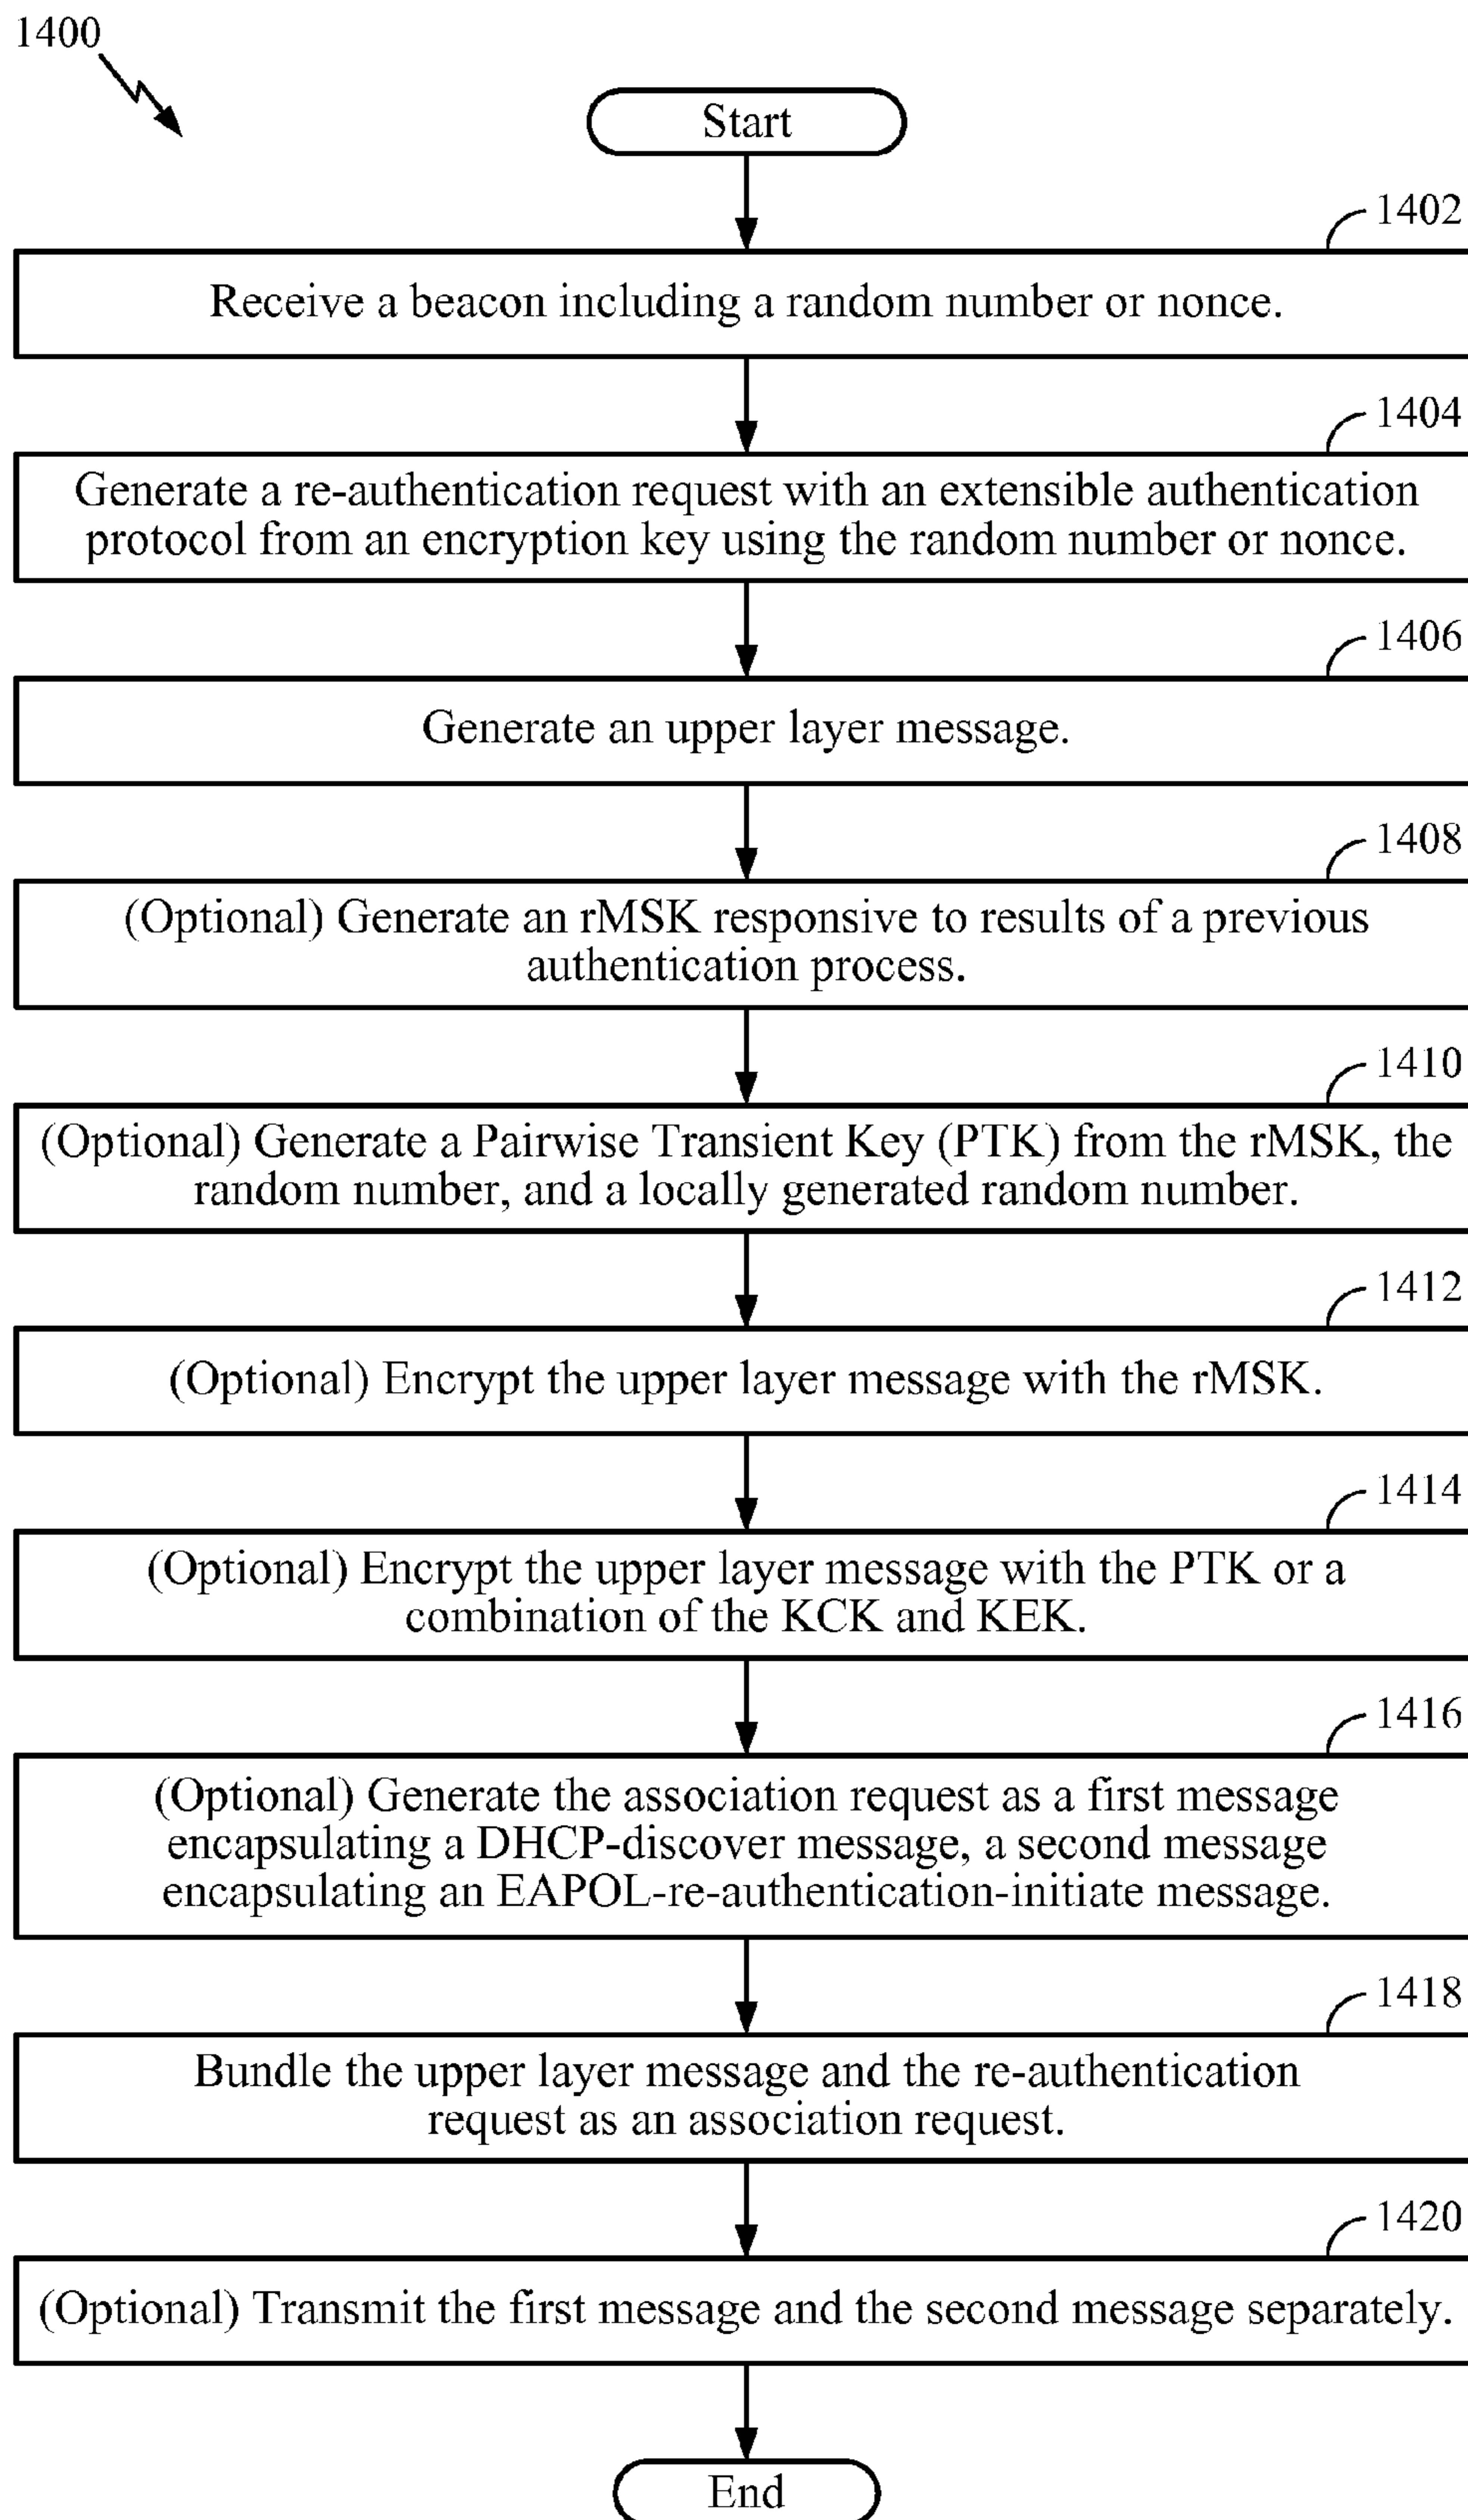 1400
Start
1402
Receive a beacon including a random number or nonce.
1404
Generate a re-authentication request with an extensible authentication
protocol from an encryption key using the random number or nonce.
1406
Generate an upper layer message.
1408
(Optional) Generate an rMSK responsive to results of a previous
authentication process.
1410
(Optional) Generate a Pairwise Transient Key (PTK) from the rMSK, the
random number, and a locally generated random number.
1412
(Optional) Encrypt the upper layer message with the rMSK.
1414
(Optional) Encrypt the upper layer message with the PTK or a
combination of the KCK and KEK.
1416
(Optional) Generate the association request as a first message
encapsulating a DHCP-discover message, a second message
encapsulating an EAPOL-re-authentication-initiate message.
1418
Bundle the upper layer message and the re-authentication
request as an association request.
1420
(Optional) Transmit the first message and the second message separately.
End